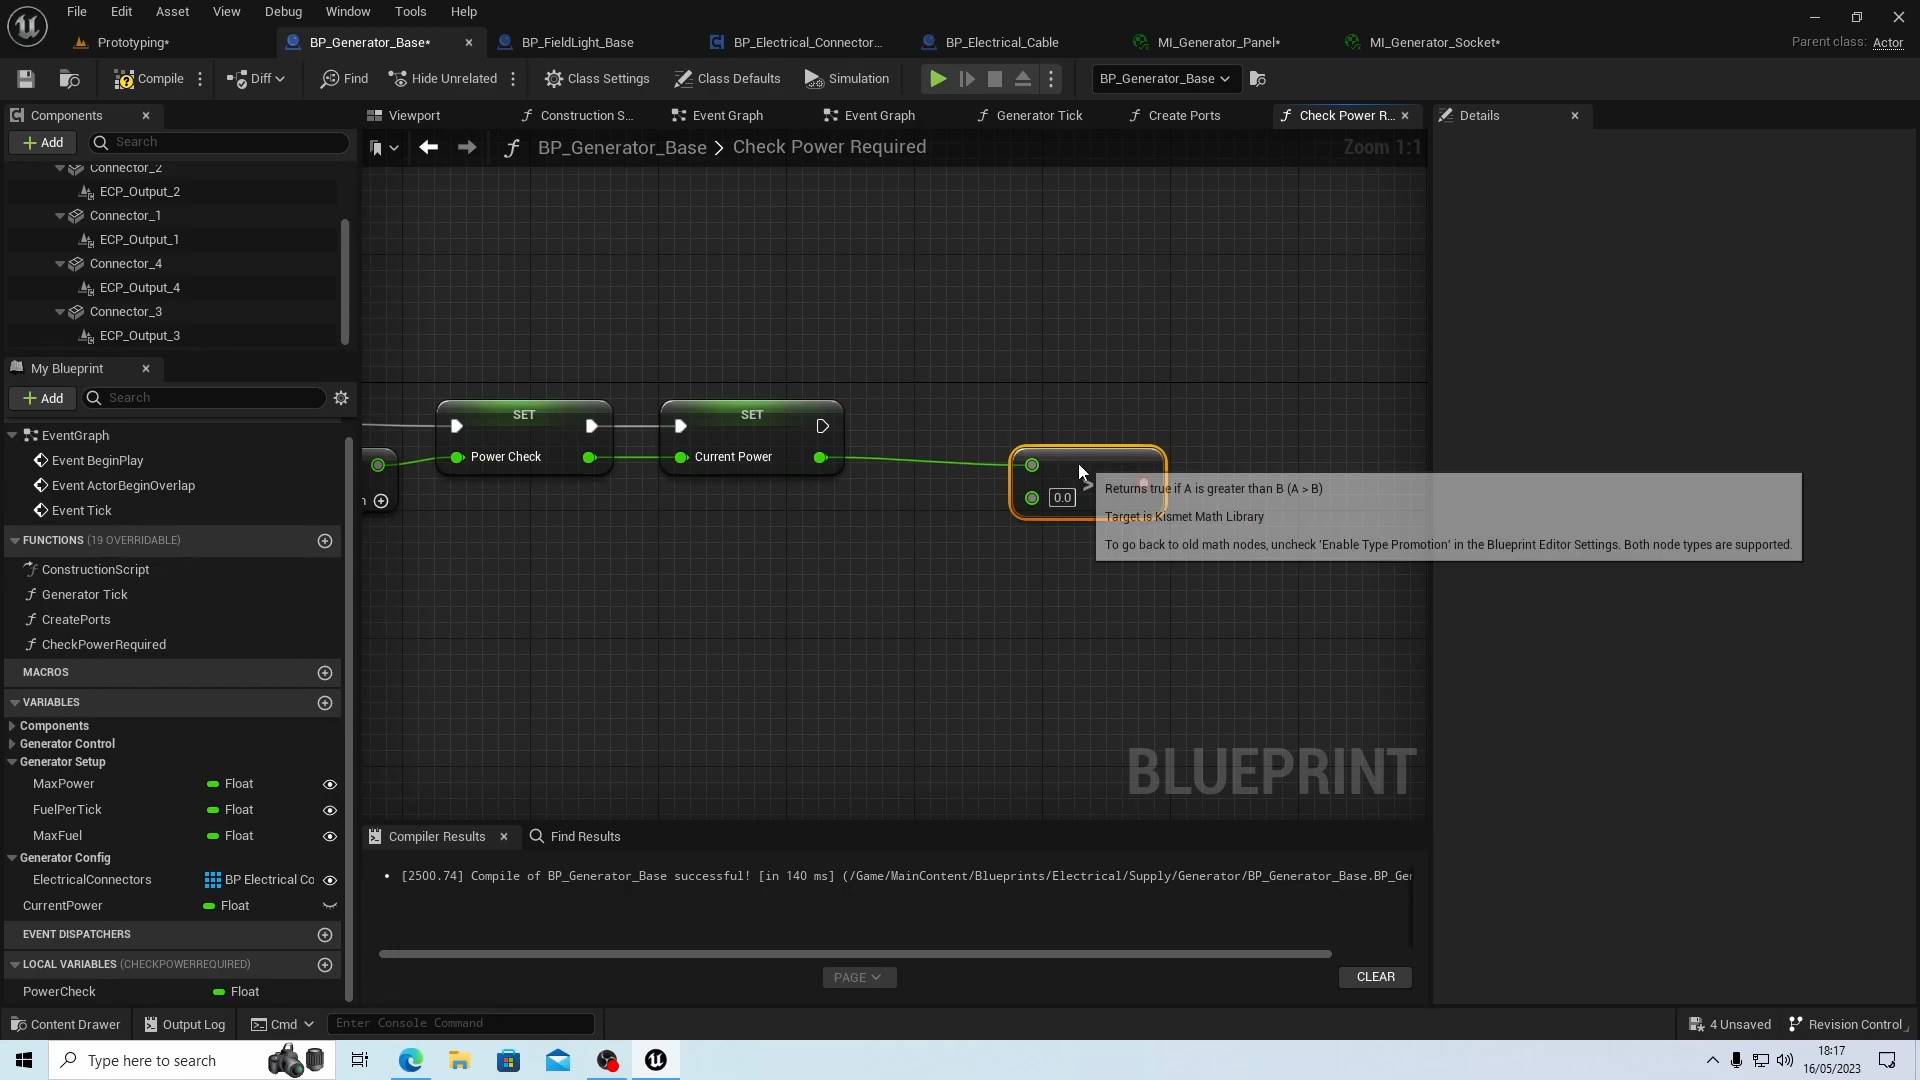 File Edit Asset View Debug Window Tools Help
Prototyping* BP_Generator_Base* BP_FieldLight_Base BP_Electrical_Connector... BP_Electrical_Cable MI_Generator_Panel* MI_Generator_Socket* Parent class: Actor
Compile Diff Find Hide Unrelated Class Settings Class Defaults Simulation BP_Generator_Base
Components
Add Search
Connector_2
ECP_Output_2
Connector_1
ECP_Output_1
Connector_4
ECP_Output_4
Connector_3
ECP_Output_3
My Blueprint
Add Search
EventGraph
Event BeginPlay
Event ActorBeginOverlap
Event Tick
FUNCTIONS (19 OVERRIDABLE)
ConstructionScript
Generator Tick
CreatePorts
CheckPowerRequired
MACROS
VARIABLES
Components
Generator Control
Generator Setup
MaxPower Float
FuelPerTick Float
MaxFuel Float
Generator Config
ElectricalConnectors BP Electrical Co
CurrentPower Float
EVENT DISPATCHERS
LOCAL VARIABLES (CHECKPOWERREQUIRED)
PowerCheck Float
Viewport Construction S... Event Graph Event Graph Generator Tick Create Ports Check Power R...
BP_Generator_Base > Check Power Required Zoom 1:1
SET
Power Check
SET
Current Power
0.0
>
Returns true if A is greater than B (A > B)
Target is Kismet Math Library
To go back to old math nodes, uncheck 'Enable Type Promotion' in the Blueprint Editor Settings. Both node types are supported.
BLUEPRINT
Details
Compiler Results Find Results
[2500.74] Compile of BP_Generator_Base successful! [in 140 ms] (/Game/MainContent/Blueprints/Electrical/Supply/Generator/BP_Generator_Base.BP_Ge
PAGE CLEAR
Content Drawer Output Log Cmd Enter Console Command 4 Unsaved Revision Control
Type here to search
18:17
16/05/2023